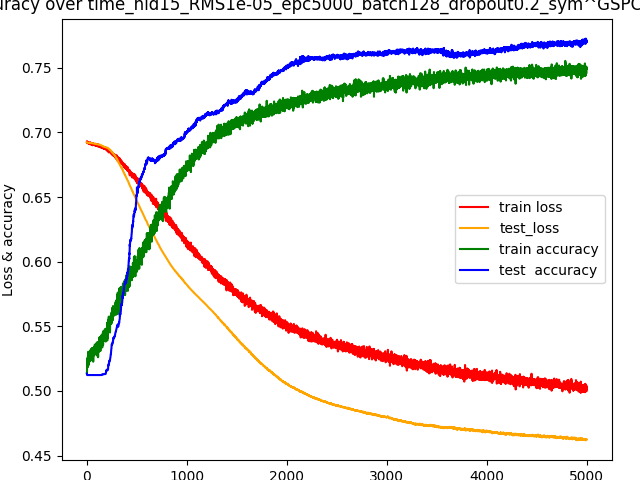 uracy over time_hid15_RMS1e-05_epc5000_batch128_dropout0.2_sym^GSPC
0.75
0.70
0.65
0.60
0.55
0.50
0.45
Loss & accuracy
train loss
test_loss
train accuracy
test accuracy
0 1000 2000 3000 4000 5000